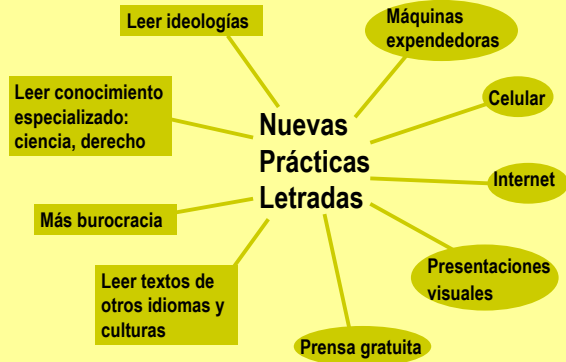 Leer ideologías
Máquinas
expendedoras
Leer conocimiento
especializado:
ciencia, derecho
Celular
Nuevas
Prácticas
Letradas
Internet
Más burocracia
Leer textos de
otros idiomas y
culturas
Presentaciones
visuales
Prensa gratuita